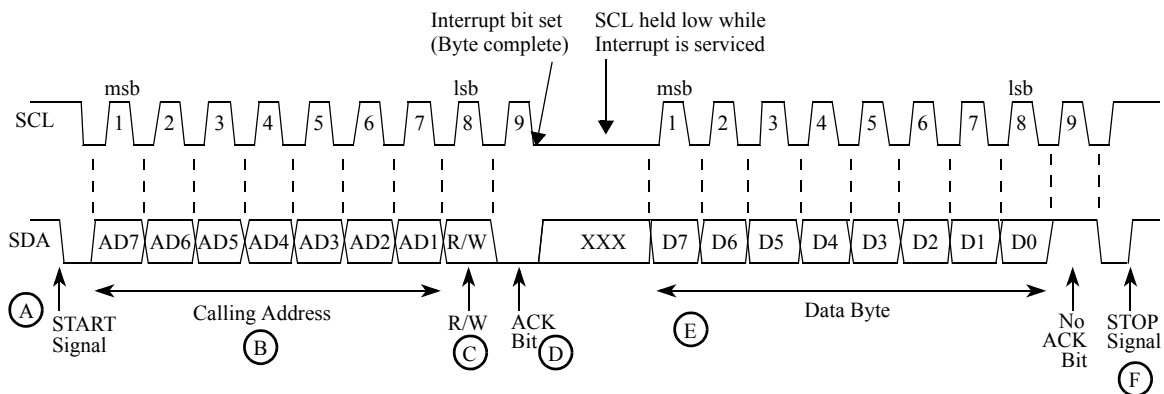 Interrupt bit set
(Byte complete)
SCL held low while
Interrupt is serviced
msb
lsb
msb
lsb
SCL 1 2 3 4 5 6 7 8 9 1 2 3 4 5 6 7 8 9
SDA AD7 AD6 AD5 AD4 AD3 AD2 AD1 R/W XXX D7 D6 D5 D4 D3 D2 D1 D0
A
START
Signal
Calling Address
B
R/W
C
ACK
Bit
D
E
Data Byte
No
ACK
Bit
STOP
Signal
F